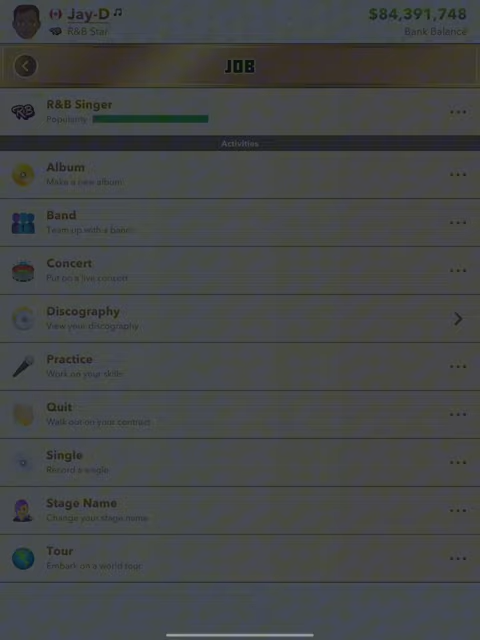 Jay-D
$84,391,748
R&B Star
Bank Balance
JOB
R&B Singer
Popularity
Activities
Album
Make a new album
Band
Team up with a band
Concert
Put on a live concert
Discography
View your discography
Practice
Work on your skills
Quit
Walk out on your contract
Single
Record a single
Stage Name
Change your stage name
Tour
Embark on a world tour